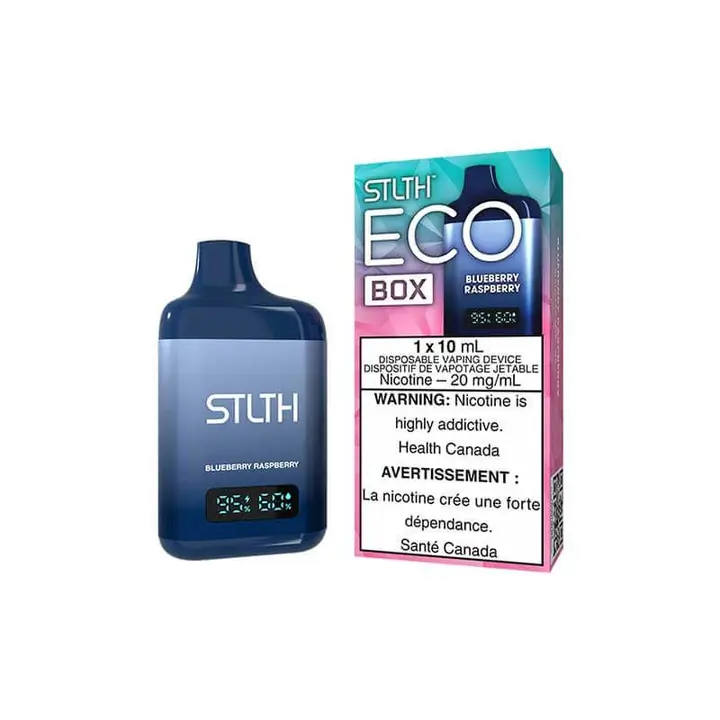 STLTH
BLUEBERRY RASPBERRY
95% 60%
STLTH™
ECO
BOX
BLUEBERRY
RASPBERRY
95% 60%
1 x 10 mL
DISPOSABLE VAPING DEVICE
DISPOSITIF DE VAPOTAGE JETABLE
Nicotine – 20 mg/mL
WARNING: Nicotine is
highly addictive.
Health Canada
AVERTISSEMENT :
La nicotine crée une forte
dépendance.
Santé Canada